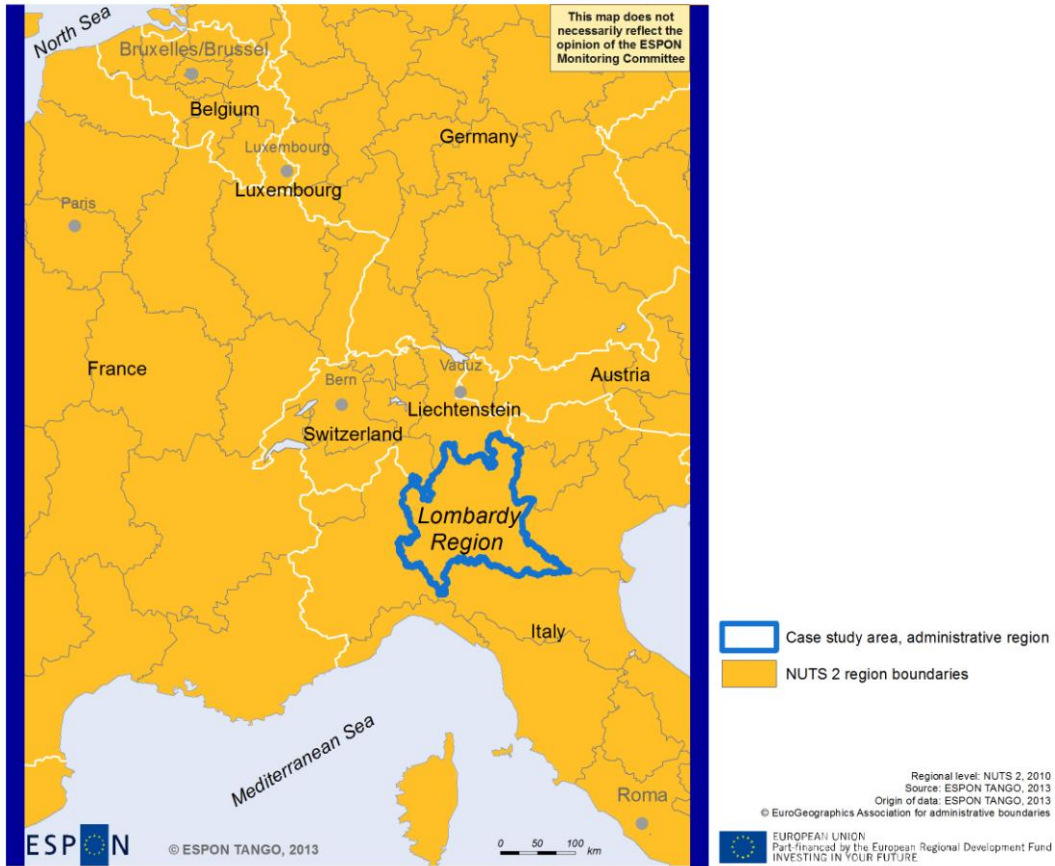 North Sea
This map does not
necessarily reflect the
opinion of the ESPON
Monitoring Committee
Bruxelles/Brussel
Belgium
Germany
Luxembourg
Luxembourg
Paris
France
Bern
Vaduz
Austria
Liechtenstein
Switzerland
Lombardy
Region
Italy
Mediterranean Sea
Roma
Case study area, administrative region
NUTS 2 region boundaries
Regional level: NUTS 2, 2010
Source: ESPON TANGO, 2013
Origin of data: ESPON TANGO, 2013
© EuroGeographics Association for administrative boundaries
ESPON
© ESPON TANGO, 2013
0 50 100
km
EUROPEAN UNION
Part-financed by the European Regional Development Fund
INVESTING IN YOUR FUTURE